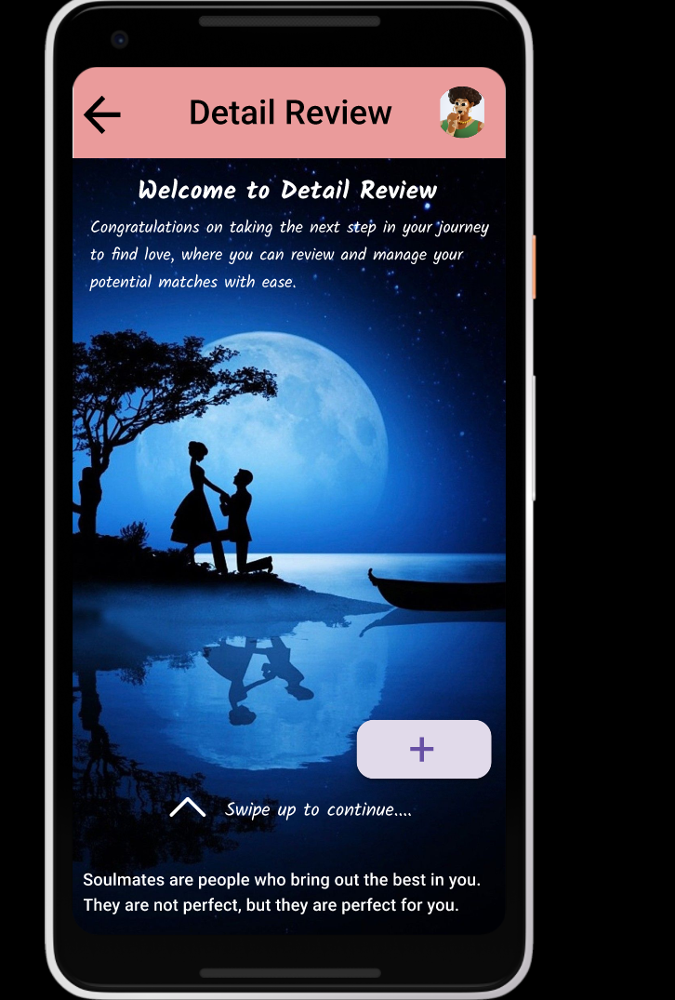 Detail Review
Welcome to Detail Review
Congratulations on taking the next step in your journey
to find love, where you can review and manage your
potential matches with ease.
+
Swipe up to continue....
Soulmates are people who bring out the best in you.
They are not perfect, but they are perfect for you.